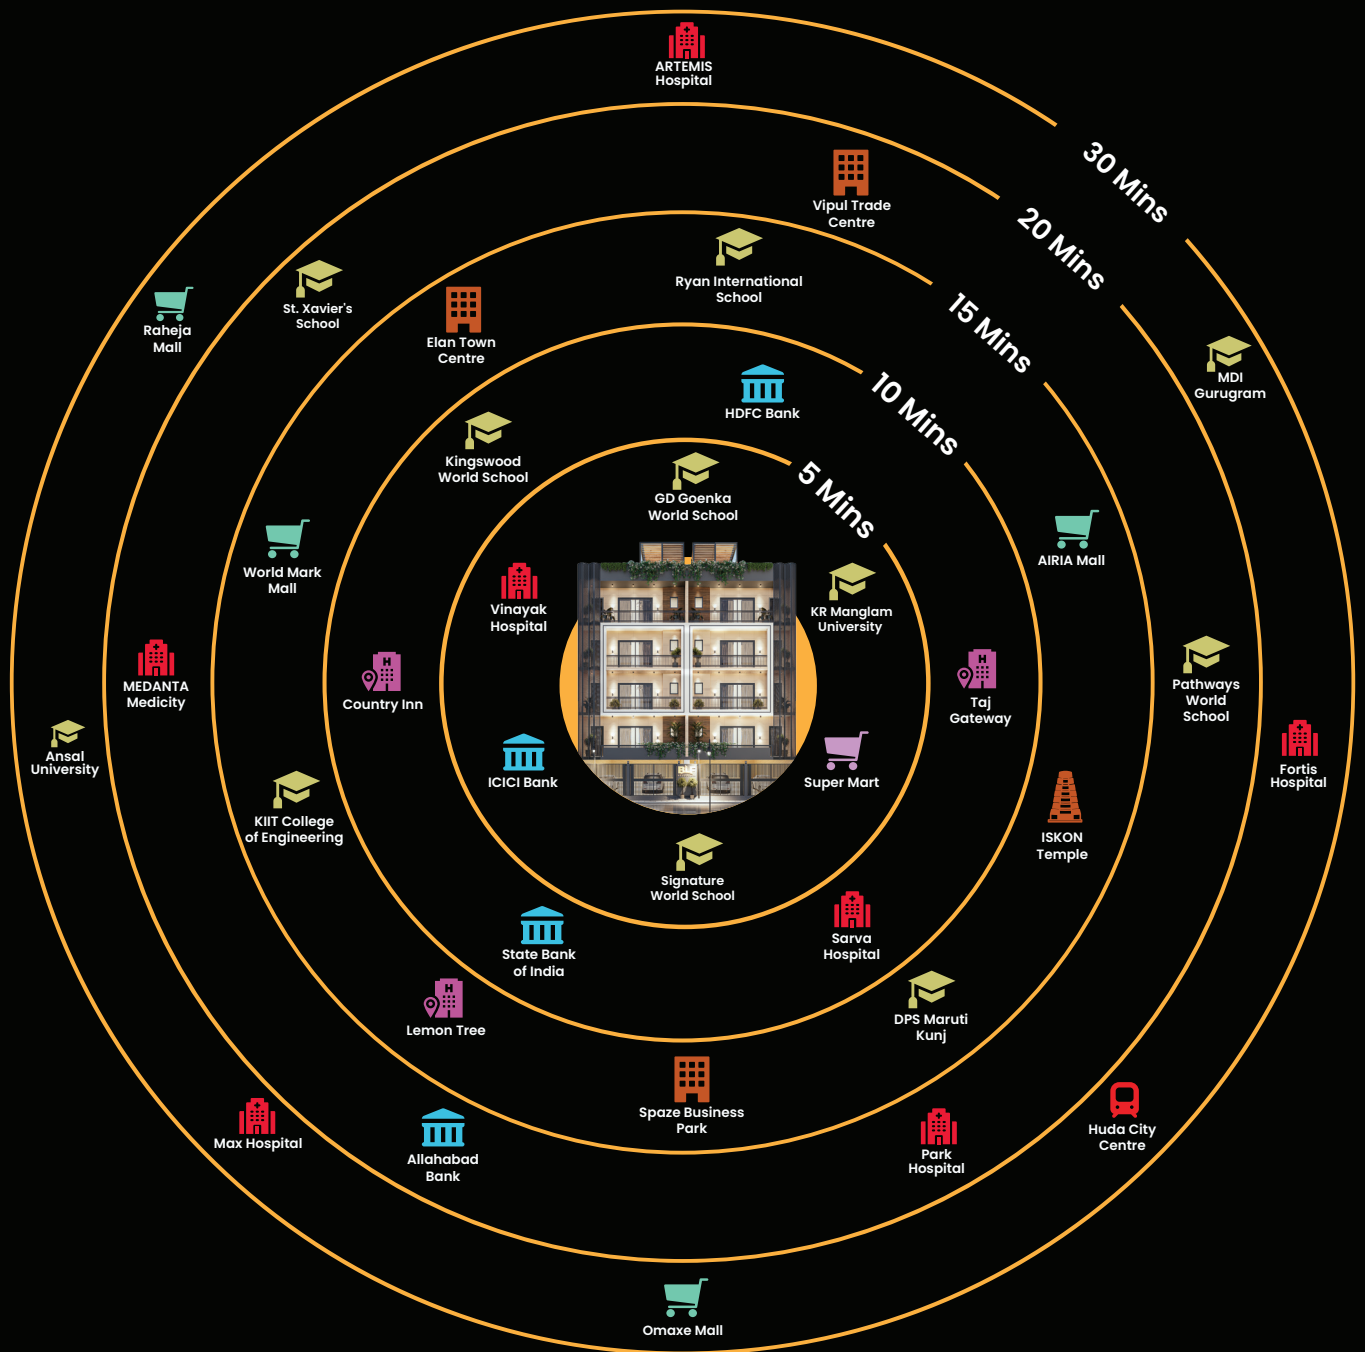 ARTEMIS
Hospital
30 Mins
Vipul Trade
Centre
20 Mins
Ryan International
School
St. Xavier's
School
Raheja
Mall
Elan Town
Centre
15 Mins
MDI
Gurugram
HDFC Bank
10 Mins
Kingswood
World School
GD Goenka
World School
5 Mins
World Mark
Mall
AIRIA Mall
Vinayak
Hospital
KR Manglam
University
MEDANTA
Medicity
Country Inn
Taj
Gateway
Pathways
World
School
Ansal
University
ICICI Bank
Super Mart
Fortis
Hospital
KIIT College
of Engineering
ISKON
Temple
Signature
World School
State Bank
of India
Sarva
Hospital
Lemon Tree
DPS Maruti
Kunj
Spaze Business
Park
Max Hospital
Allahabad
Bank
Park
Hospital
Huda City
Centre
Omaxe Mall